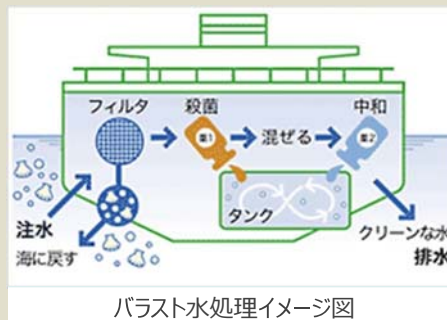 フィルタ
殺菌
中和
薬1
混ぜる
薬2
タンク
注水
海に戻す
クリーンな水
排水
バラスト水処理イメージ図